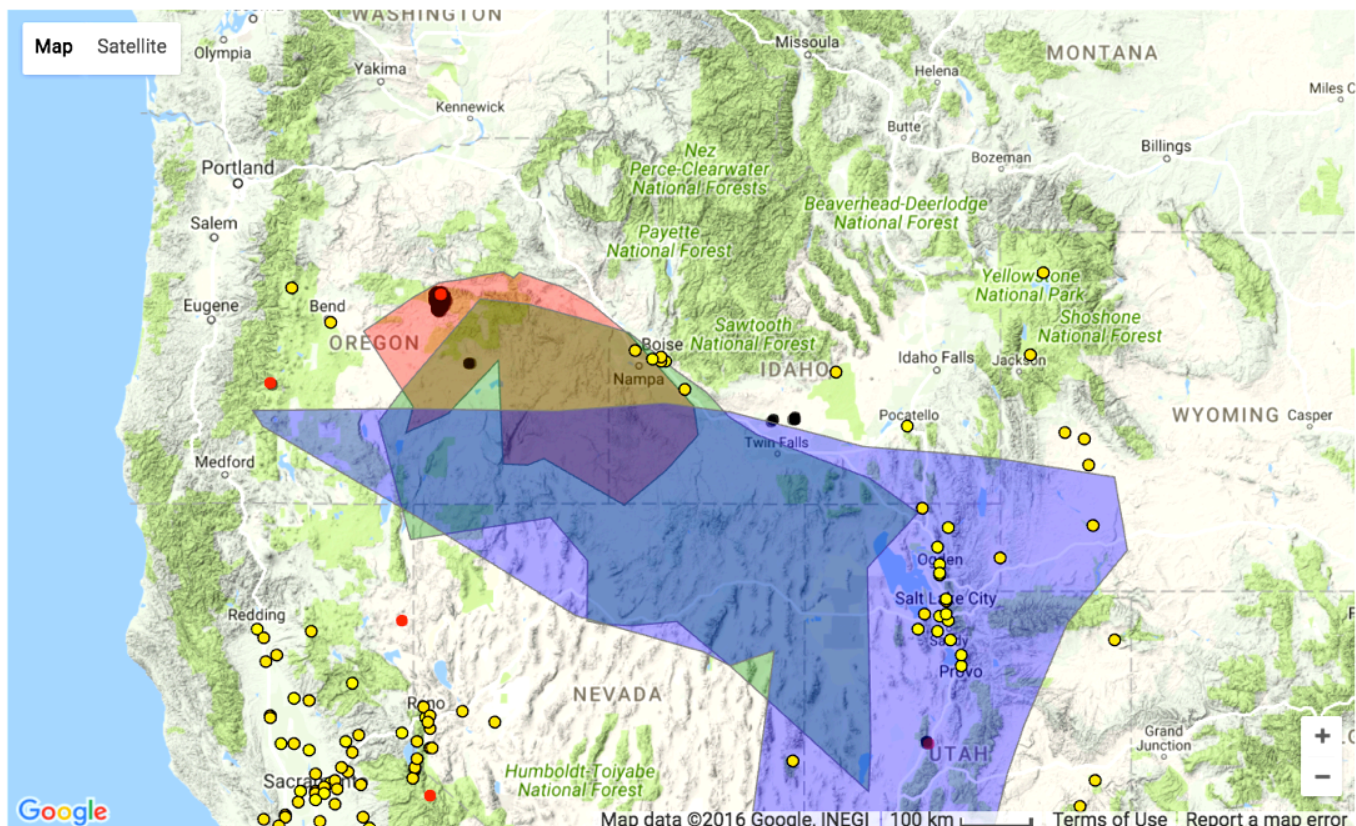 WASHINGTON
Map Satellite
Olympia
Missoula
MONTANA
Yakima
Helena
Kennewick
Miles C
Butte
Portland
Nez
Perce-Clearwater
National Forests
Bozeman
Billings
Salem
Beaverhead-Deerlodge
National Forest
Payette
National Forest
Yellowstone
National Park
Eugene
Bend
Shoshone
National Forest
Sawtooth
National Forest
OREGON
Boise
Nampa
IDAHO
Idaho Falls
Jackson
Pocatello
WYOMING
Casper
Twin Falls
Medford
Ogden
Salt Lake City
Redding
Sandy
Provo
NEVADA
Reno
Grand
Junction
UTAH
Sacramento
Humboldt-Toiyabe
National Forest
+
−
Google
Map data ©2016 Google, INEGI 100 km Terms of Use Report a map error